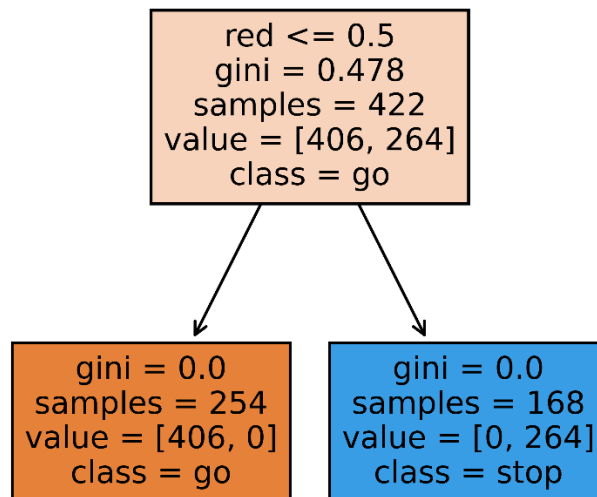 red <= 0.5
gini = 0.478
samples = 422
value = [406, 264]
class = go
gini = 0.0
samples = 254
value = [406, 0]
class = go
gini = 0.0
samples = 168
value = [0, 264]
class = stop